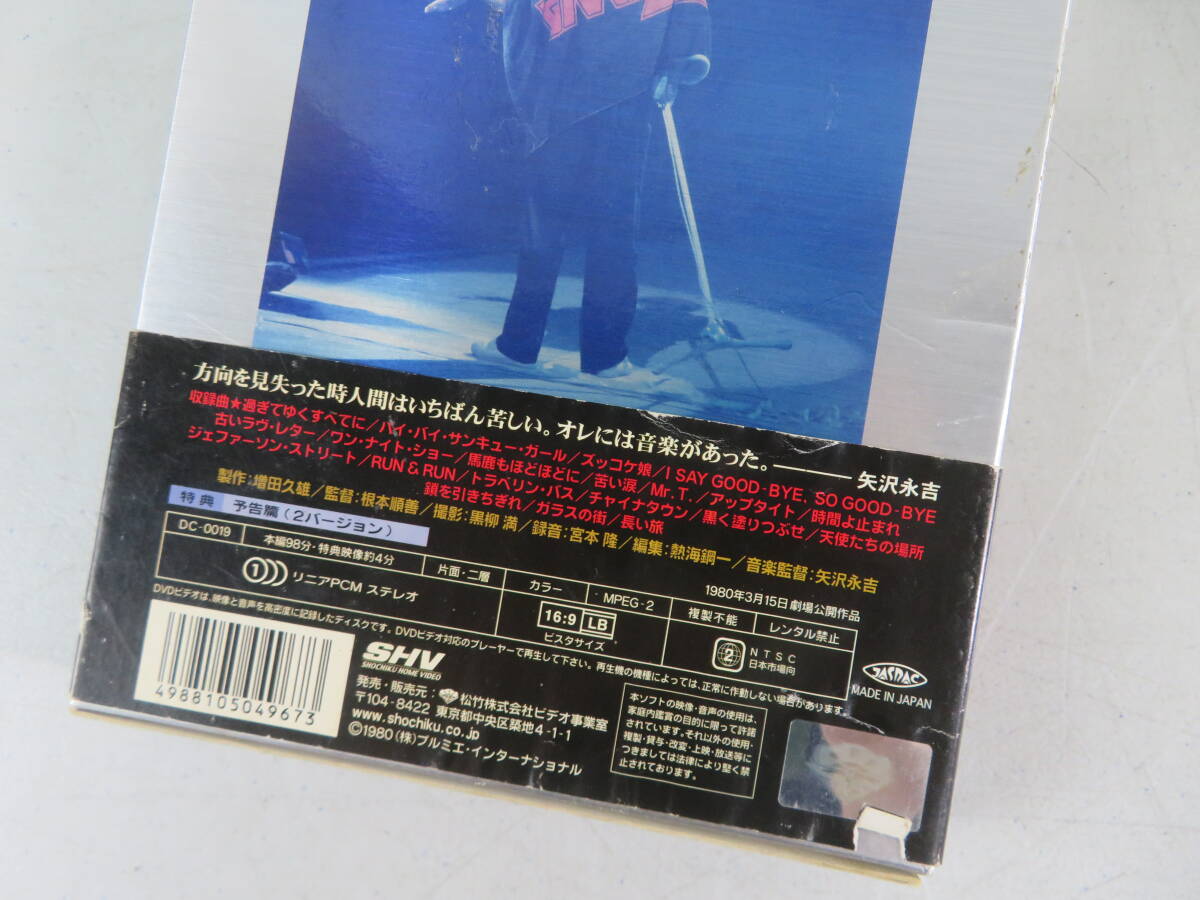 方向を見失った時人間はいちばん苦しい。オレには音楽があった。――― 矢沢永吉
収録曲★過ぎてゆくすべてに／バイ・バイ・サンキュー・ガール／ズッコケ娘／I SAY GOOD-BYE, SO GOOD-BYE
古いラヴ・レター／ワン・ナイト・ショー／馬鹿もほどほどに／苦い涙／Mr. T.／アップタイト／時間よ止まれ
ジェファーソン・ストリート／RUN & RUN／トラベリン・バス／チャイナタウン／黒く塗りつぶせ／天使たちの場所
鎖を引きちぎれ／ガラスの街／長い旅
製作：増田久雄／監督：根本順善／撮影：黒柳 満／録音：宮本 隆／編集：熱海鋼一／音楽監督：矢沢永吉
特典 予告篇（2バージョン）
1980年3月15日劇場公開作品
DC-0019 本編98分・特典映像約4分 片面・二層 カラー MPEG-2 複製不能 レンタル禁止
1 リニアPCM ステレオ
16:9 LB
ビスタサイズ
2 NTSC
日本市場向
DVDビデオは、映像と音声を高密度に記録したディスクです。DVDビデオ対応のプレーヤーで再生して下さい。再生機の機種によっては、正常に作動しない場合があります。
JASRAC
MADE IN JAPAN
4988105049673
SHV
SHOCHIKU HOME VIDEO
発売・販売元：松竹株式会社ビデオ事業室
〒104-8422 東京都中央区築地4-1-1
www.shochiku.co.jp
©1980（株）プルミエ・インターナショナル
本ソフトの映像・音声の使用は、
家庭内鑑賞の目的に限って許諾
されています。それ以外の使用・
複製・貸与・改変・上映・放送等に
つきましては法律により堅く禁
止されております。